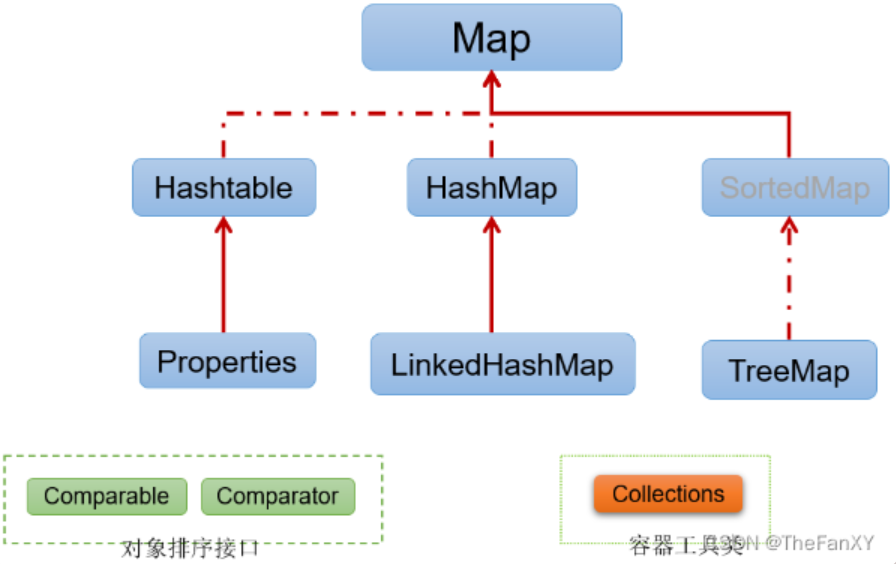 Map
Hashtable
HashMap
SortedMap
Properties
LinkedHashMap
TreeMap
Comparable
Comparator
Collections
对象排序接口
容器工具类
CSDN @TheFanXY